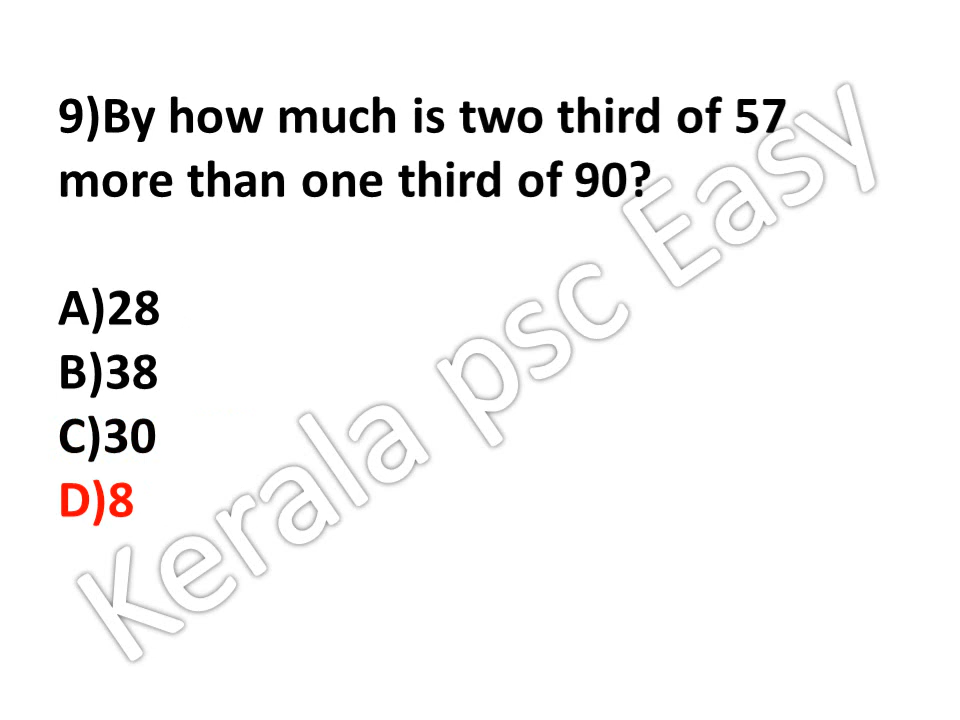 9)By how much is two third of 57
more than one third of 90?
A)28
B)38
C)30
D)8
Kerala psc Easy